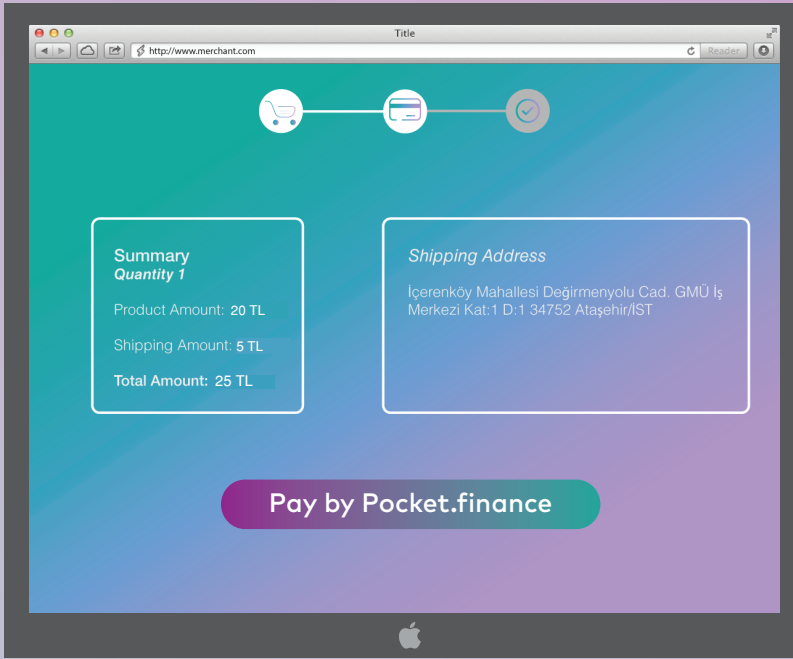 Title
http://www.merchant.com
Reader
Summary
Quantity 1
Product Amount: 20 TL
Shipping Amount: 5 TL
Total Amount: 25 TL
Shipping Address
İçerenköy Mahallesi Değirmenyolu Cad. GMÜ İş
Merkezi Kat:1 D:1 34752 Ataşehir/İST
Pay by Pocket.finance